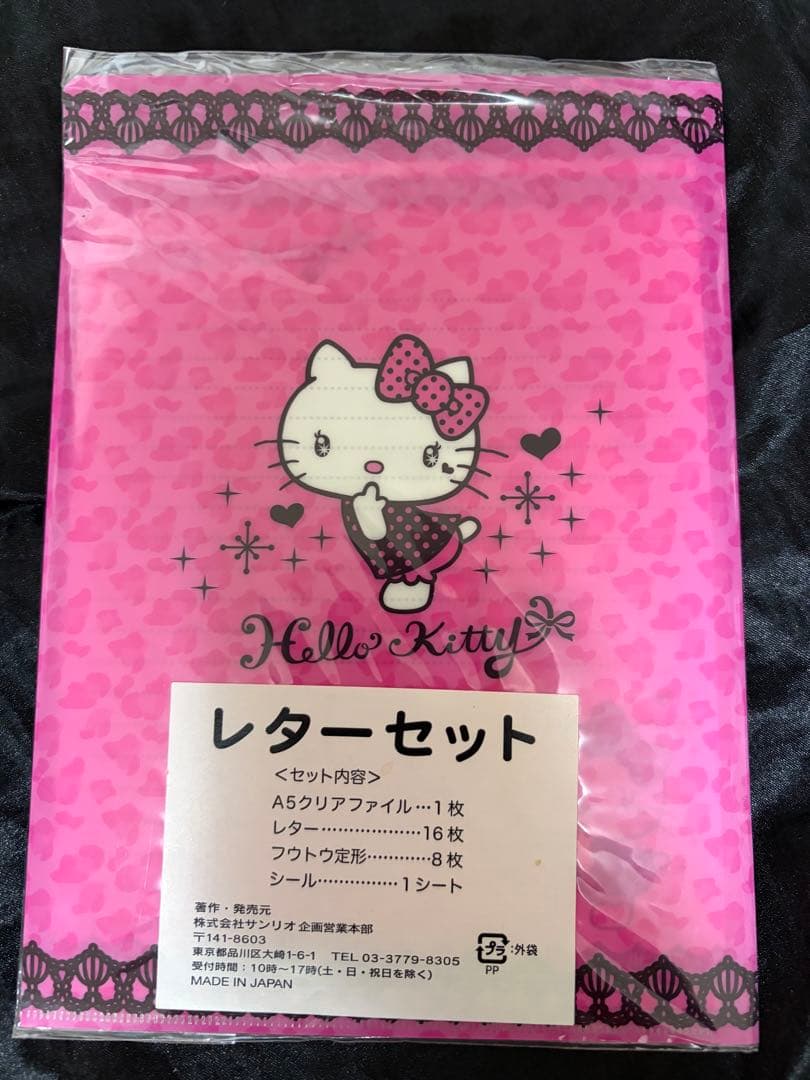 Hello Kitty
レターセット
＜セット内容＞
A5クリアファイル…1枚
レター………………16枚
フウトウ定形…………8枚
シール……………1シート
著作・発売元
株式会社サンリオ 企画営業本部
〒141-8603
東京都品川区大崎1-6-1 TEL 03-3779-8305
受付時間：10時〜17時(土・日・祝日を除く)
MADE IN JAPAN
プラ :外袋
PP